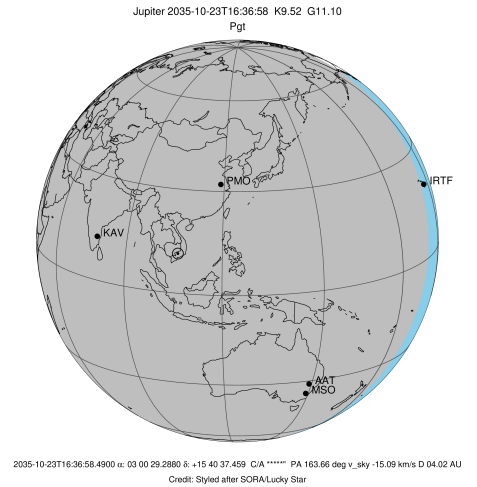 Jupiter 2035-10-23T16:36:58 K9.52 G11.10
Pgt
PMO
IRTF
KAV
AAT
MSO
2035-10-23T16:36:58.4900 α: 03 00 29.2880 δ: +15 40 37.459 C/A *****" PA 163.66 deg v_sky -15.09 km/s D 04.02 AU
Credit: Styled after SORA/Lucky Star